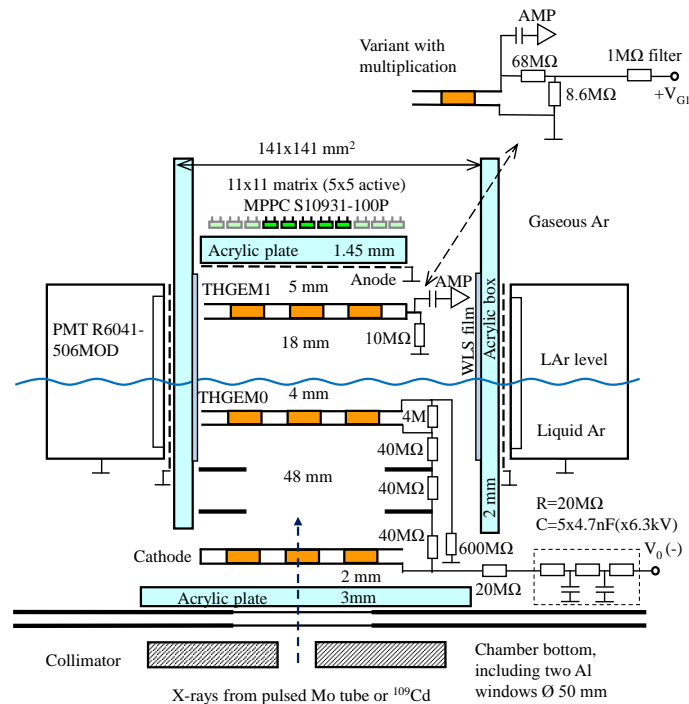 AMP
Variant with
multiplication
68MΩ
1MΩ filter
8.6MΩ
+V_G1
141x141 mm²
11x11 matrix (5x5 active)
MPPC S10931-100P
Gaseous Ar
Acrylic plate 1.45 mm
Anode
THGEM1
5 mm
AMP
PMT R6041-
506MOD
18 mm
10MΩ
WLS film
Acrylic box
LAr level
4 mm
THGEM0
4M
Liquid Ar
40MΩ
48 mm
40MΩ
2 mm
R=20MΩ
C=5x4.7nF(x6.3kV)
40MΩ
600MΩ
V₀ (-)
Cathode
2 mm
20MΩ
Acrylic plate 3mm
Collimator
Chamber bottom,
including two Al
windows Ø 50 mm
X-rays from pulsed Mo tube or ¹⁰⁹Cd